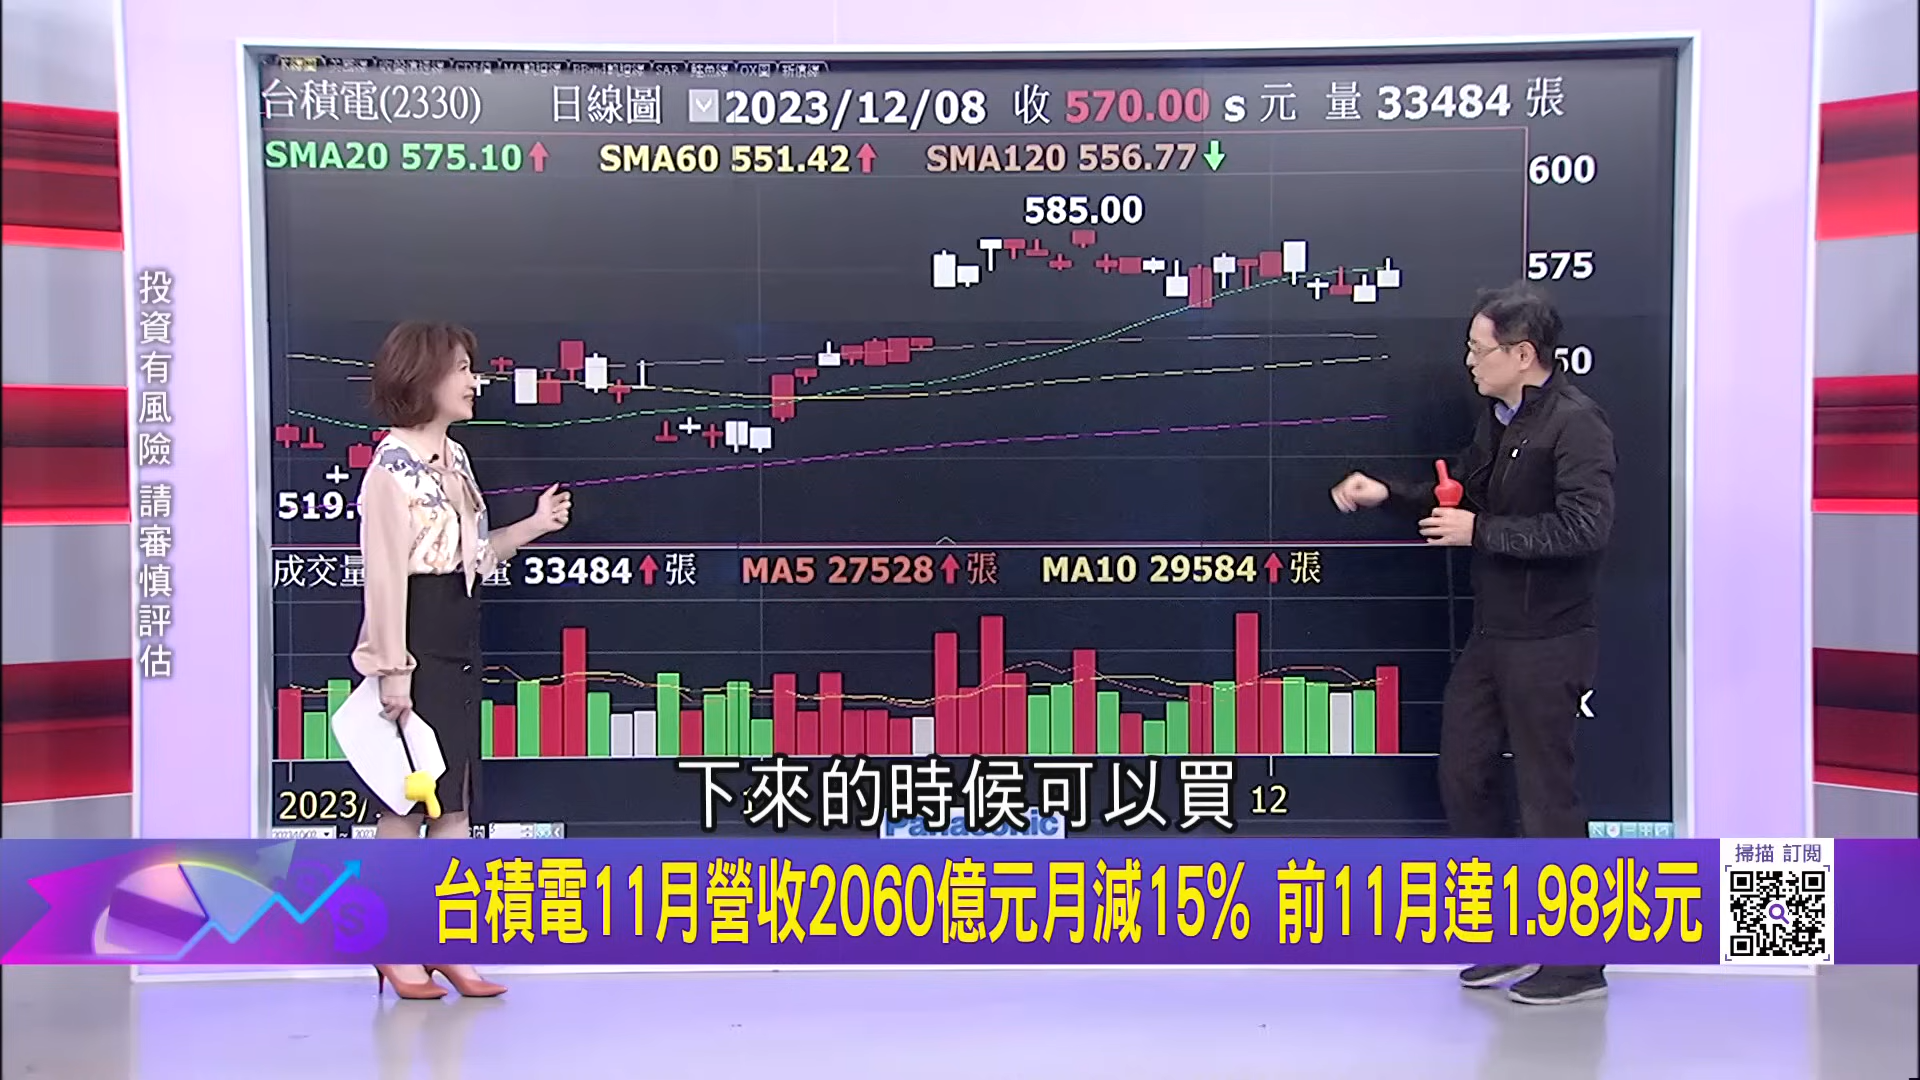 台積電(2330) 日線圖 2023/12/08 收 570.00 s 元 量 33484 張
SMA20 575.10↑ SMA60 551.42↑ SMA120 556.77↓
600
585.00
575
50
519.
成交量 量 33484↑張 MA5 27528↑張 MA10 29584↑張
K
2023/ 12
投資有風險 請審慎評估
下來的時候可以買
Panasonic
台積電11月營收2060億元月減15% 前11月達1.98兆元
掃描 訂閱